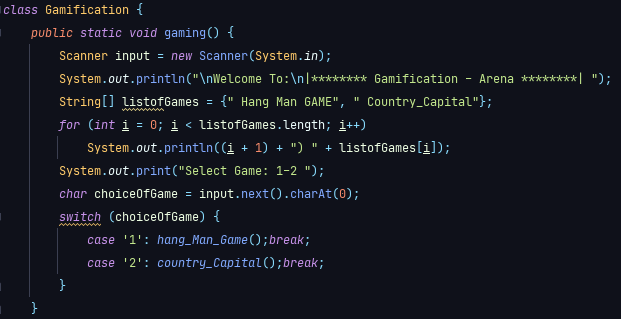 class Gamification {
public static void gaming() {
Scanner input = new Scanner(System.in);
System.out.println("\nWelcome To:\n|******** Gamification - Arena ********| ");
String[] listofGames = {" Hang Man GAME", " Country_Capital"};
for (int i = 0; i < listofGames.length; i++)
System.out.println((i + 1) + ") " + listofGames[i]);
System.out.print("Select Game: 1-2 ");
char choiceOfGame = input.next().charAt(0);
switch (choiceOfGame) {
case '1': hang_Man_Game();break;
case '2': country_Capital();break;
}
}